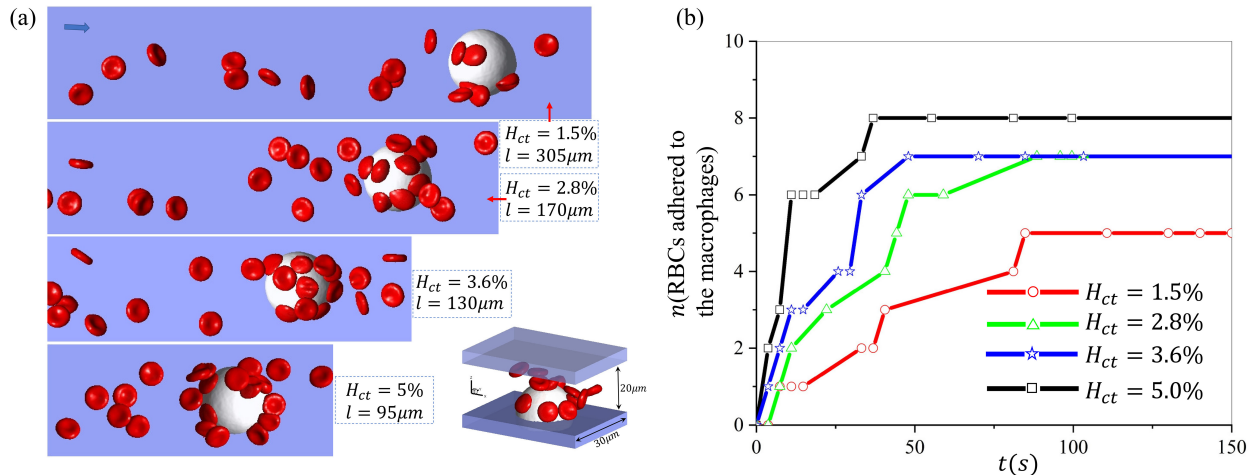 (a)
H_ct = 1.5%
l = 305μm
H_ct = 2.8%
l = 170μm
H_ct = 3.6%
l = 130μm
H_ct = 5%
l = 95μm
20μm
30μm
(b)
n(RBCs adhered to
the macrophages)
10
8
6
4
2
0
H_ct = 1.5%
H_ct = 2.8%
H_ct = 3.6%
H_ct = 5.0%
0
50
100
150
t(s)